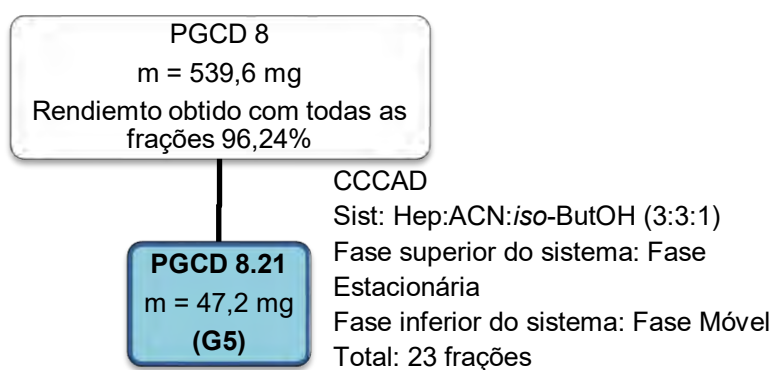 PGCD 8
m = 539,6 mg
Rendiemto obtido com todas as
frações 96,24%
CCCAD
Sist: Hep:ACN:iso-ButOH (3:3:1)
Fase superior do sistema: Fase
Estacionária
Fase inferior do sistema: Fase Móvel
Total: 23 frações
PGCD 8.21
m = 47,2 mg
(G5)